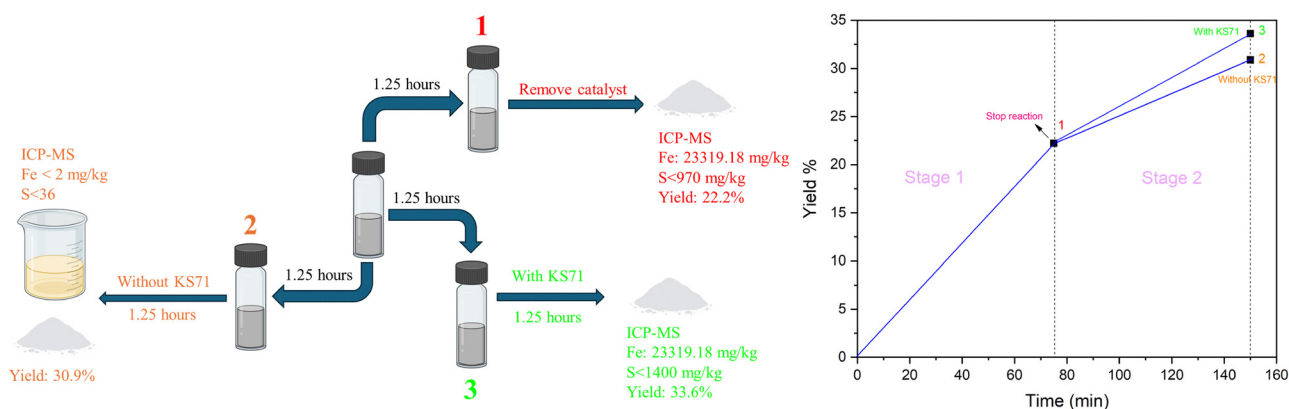 1
1.25 hours
Remove catalyst
ICP-MS
Fe: 23319.18 mg/kg
S<970 mg/kg
Yield: 22.2%
ICP-MS
Fe < 2 mg/kg
S<36
2
Without KS71
1.25 hours
Yield: 30.9%
1.25 hours
1.25 hours
With KS71
1.25 hours
3
ICP-MS
Fe: 23319.18 mg/kg
S<1400 mg/kg
Yield: 33.6%
Yield %
35
30
25
20
15
10
5
0
With KS71
3
2
Without KS71
1
Stop reaction
Stage 1
Stage 2
0
20
40
60
80
100
120
140
160
Time (min)